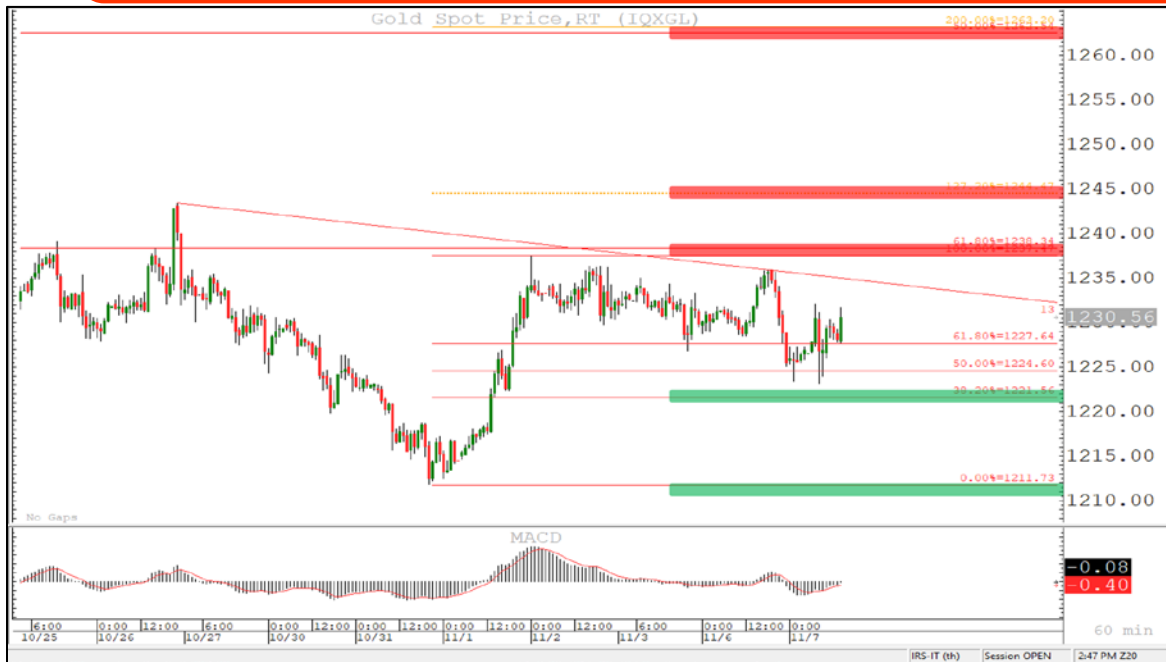 Gold Spot Price,RT (IQXGL)
200.00%=1263.20
1260.00
1255.00
1250.00
1245.00
1240.00
61.80%=1238.34
1235.00
13
1230.56
61.80%=1227.64
1225.00
50.00%=1224.60
38.20%=1221.56
1220.00
1215.00
0.00%=1211.73
1210.00
No Gaps
MACD
-0.08
-0.40
6:00 0:00 12:00 6:00 0:00 12:00 0:00 12:00 0:00 12:00 0:00 12:00 6:00 0:00 12:00 0:00
10/25 10/26 10/27 10/30 10/31 11/1 11/2 11/3 11/6 11/7
60 min
IRS-IT (th) Session OPEN 2:47 PM Z20